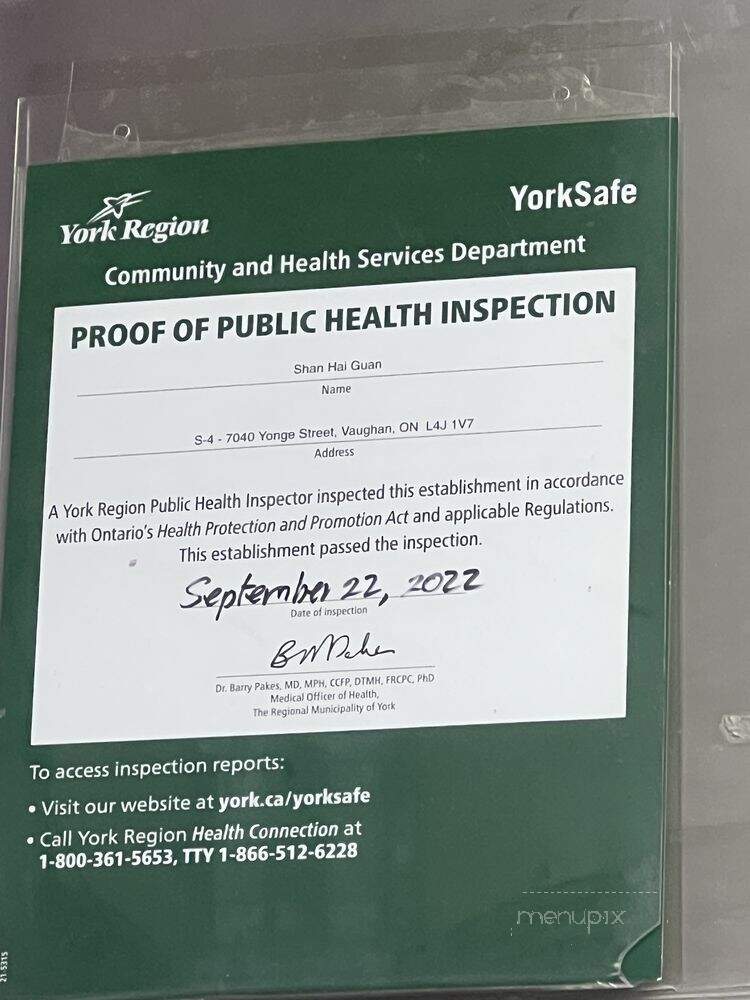 York Region
YorkSafe
Community and Health Services Department
PROOF OF PUBLIC HEALTH INSPECTION
Shan Hai Guan
Name
S-4 - 7040 Yonge Street, Vaughan, ON L4J 1V7
Address
A York Region Public Health Inspector inspected this establishment in accordance
with Ontario's Health Protection and Promotion Act and applicable Regulations.
This establishment passed the inspection.
September 22, 2022
Date of inspection
Dr. Barry Pakes, MD, MPH, CCFP, DTMH, FRCPC, PhD
Medical Officer of Health,
The Regional Municipality of York
To access inspection reports:
• Visit our website at york.ca/yorksafe
• Call York Region Health Connection at
1-800-361-5653, TTY 1-866-512-6228
menupix
21-5315